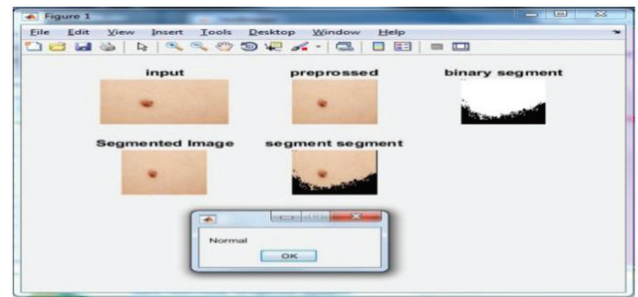 Figure 1
File Edit View Insert Tools Desktop Window Help
input preprossed binary segment
Segmented Image segment segment
Normal
OK